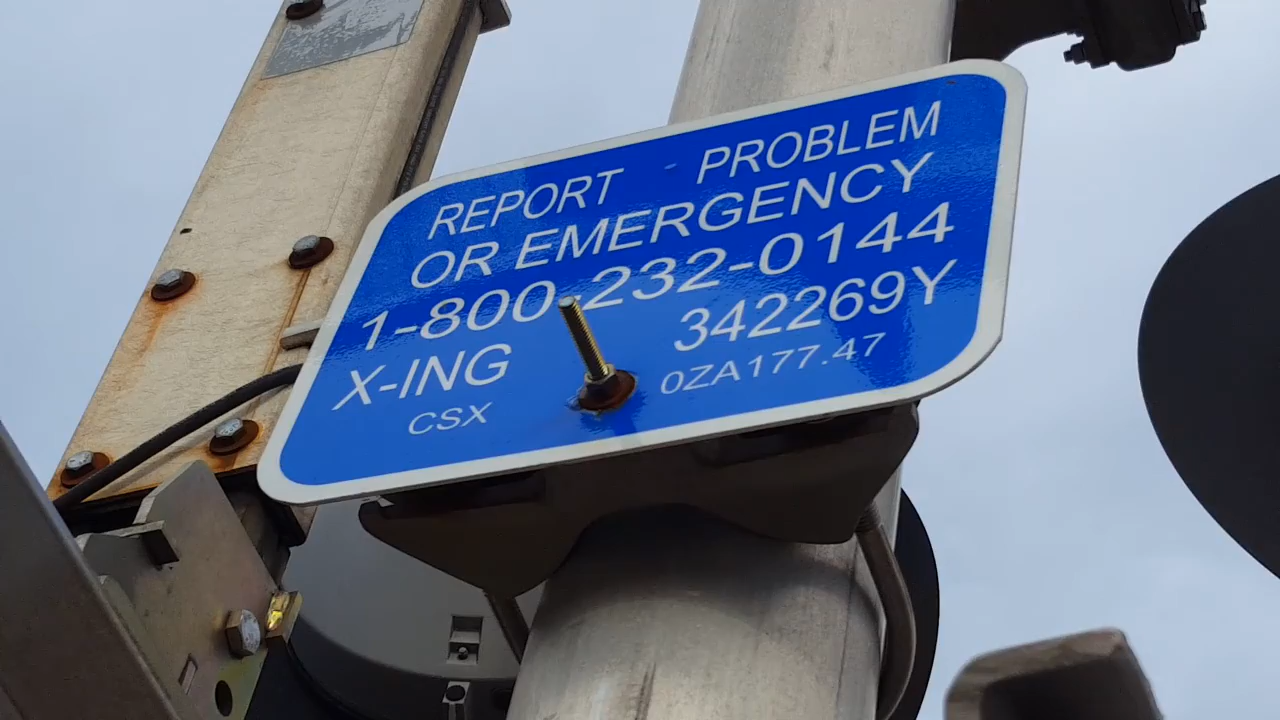 REPORT PROBLEM
OR EMERGENCY
1-800-232-0144
X-ING 342269Y
CSX 0ZA177.47